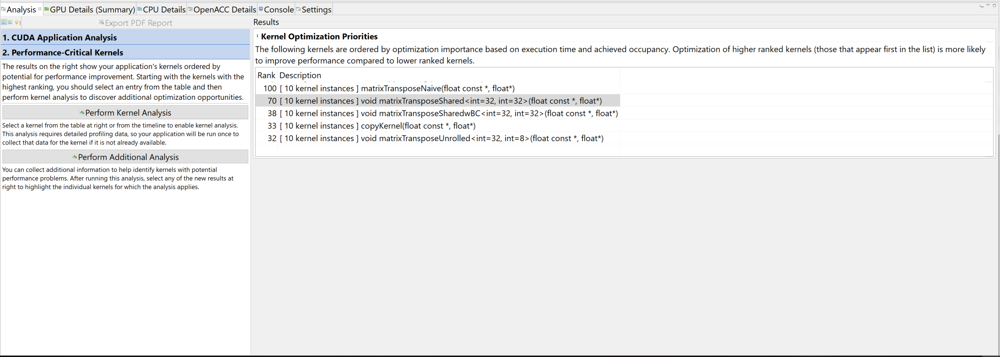 Analysis
GPU Details (Summary)
CPU Details
OpenACC Details
Console
Settings
Export PDF Report
1. CUDA Application Analysis
2. Performance-Critical Kernels
The results on the right show your application's kernels ordered by
potential for performance improvement. Starting with the kernels with the
highest ranking, you should select an entry from the table and then
perform kernel analysis to discover additional optimization opportunities.
Perform Kernel Analysis
Select a kernel from the table at right or from the timeline to enable kernel analysis.
This analysis requires detailed profiling data, so your application will be run once to
collect that data for the kernel if it is not already available.
Perform Additional Analysis
You can collect additional information to help identify kernels with potential
performance problems. After running this analysis, select any of the new results at
right to highlight the individual kernels for which the analysis applies.
Results
i Kernel Optimization Priorities
The following kernels are ordered by optimization importance based on execution time and achieved occupancy. Optimization of higher ranked kernels (those that appear first in the list) is more likely
to improve performance compared to lower ranked kernels.
Rank Description
100 [ 10 kernel instances ] matrixTransposeNaive(float const *, float*)
70 [ 10 kernel instances ] void matrixTransposeShared<int=32, int=32>(float const *, float*)
38 [ 10 kernel instances ] void matrixTransposeSharedwBC<int=32, int=32>(float const *, float*)
33 [ 10 kernel instances ] copyKernel(float const *, float*)
32 [ 10 kernel instances ] void matrixTransposeUnrolled<int=32, int=8>(float const *, float*)